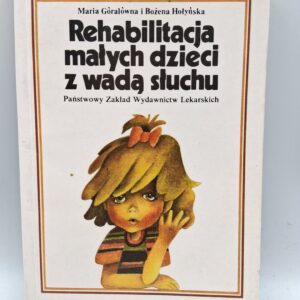 Maria Góralówna i Bożena Hołyńska
Rehabilitacja
małych dzieci
z wadą słuchu
Państwowy Zakład Wydawnictw Lekarskich